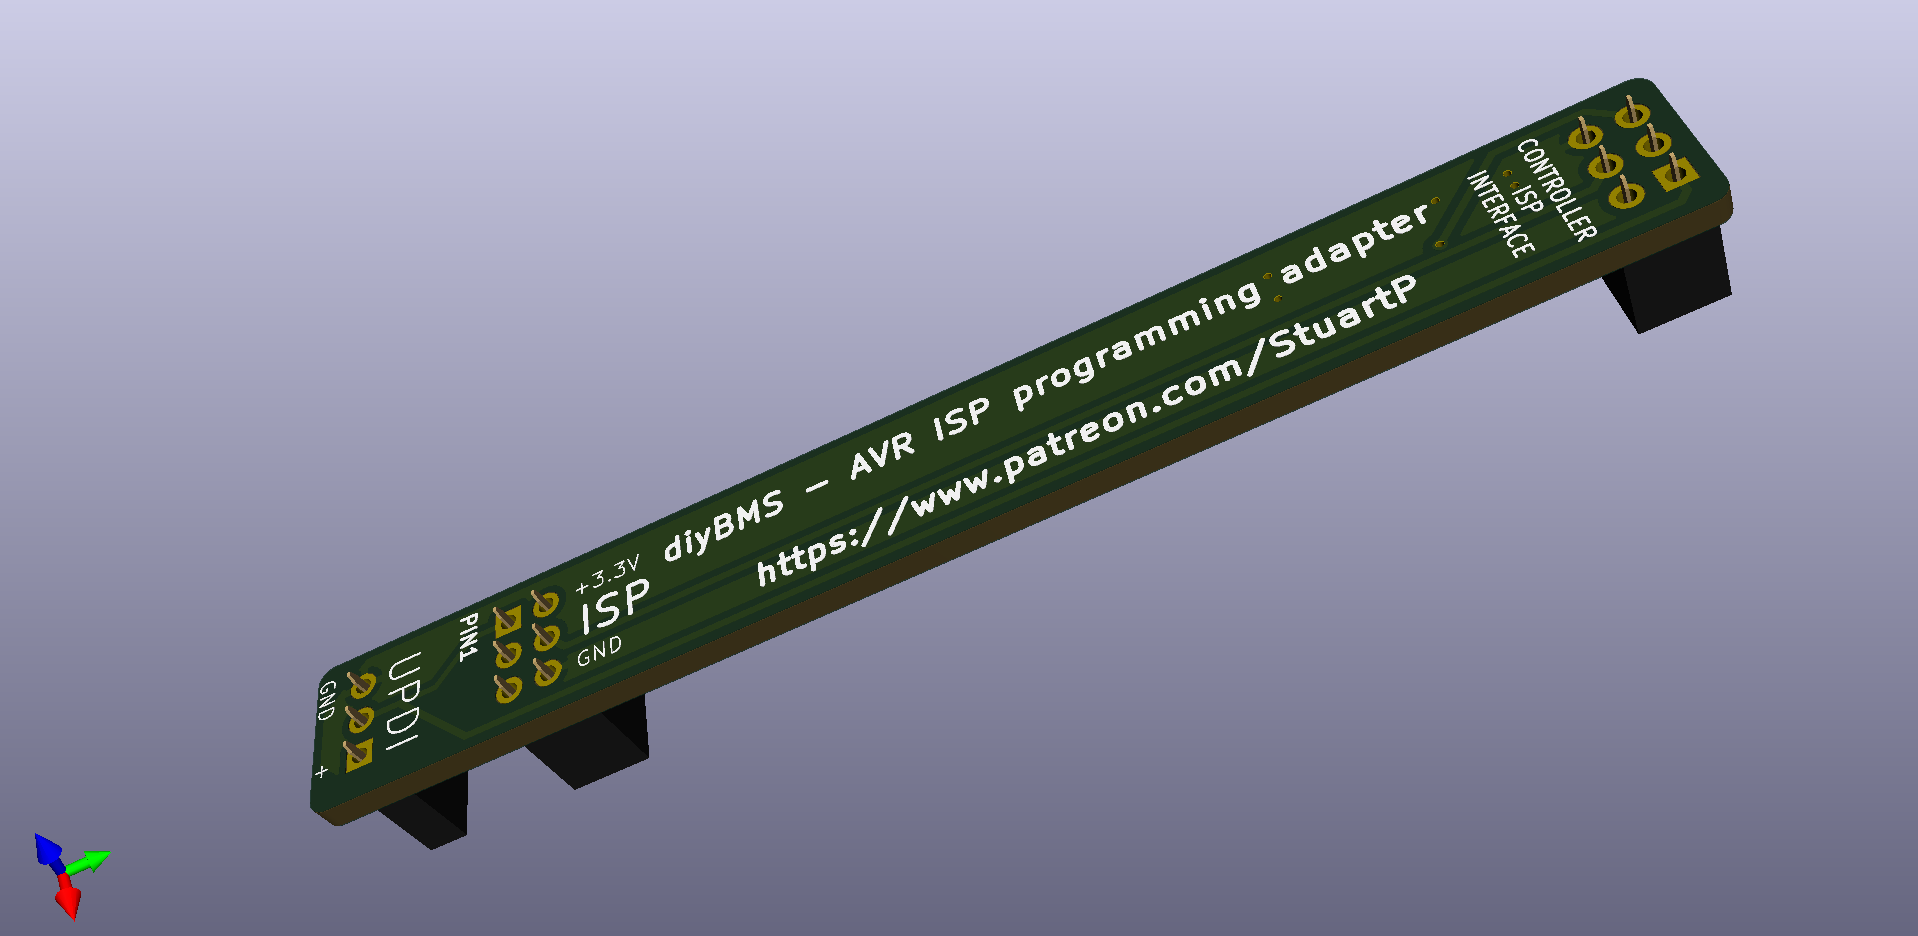 diyBMS - AVR ISP programming adapter
https://www.patreon.com/StuartP
CONTROLLER
ISP
INTERFACE
+3.3V
ISP
GND
PIN1
UPDI
GND
+